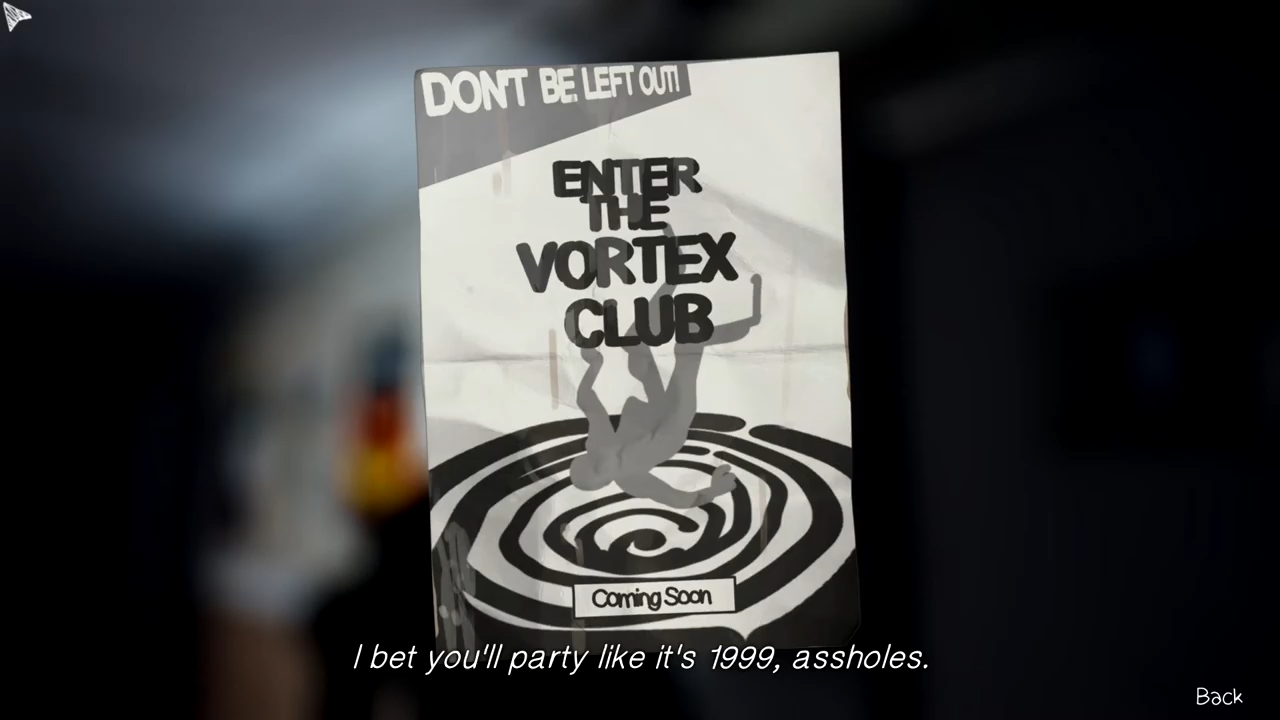 DON'T BE LEFT OUT!
ENTER
THE
VORTEX
CLUB
Coming Soon
I bet you'll party like it's 1999, assholes.
Back